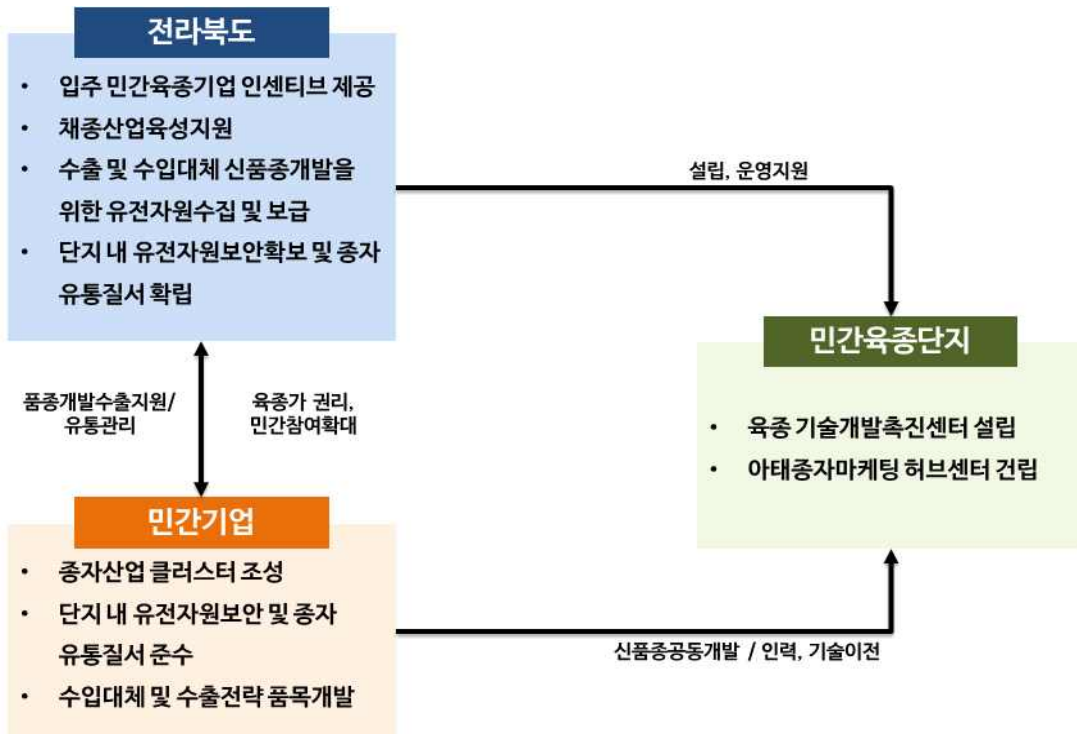 전라북도
• 입주 민간육종기업 인센티브 제공
• 채종산업육성지원
• 수출 및 수입대체 신품종개발을
위한 유전자원수집 및 보급
• 단지 내 유전자원보안확보 및 종자
유통질서 확립
설립, 운영지원
품종개발수출지원/
유통관리
육종가 권리,
민간참여확대
민간육종단지
• 육종 기술개발촉진센터 설립
• 아태종자마케팅 허브센터 건립
민간기업
• 종자산업 클러스터 조성
• 단지 내 유전자원보안 및 종자
유통질서 준수
• 수입대체 및 수출전략 품목개발
신품종공동개발 / 인력, 기술이전